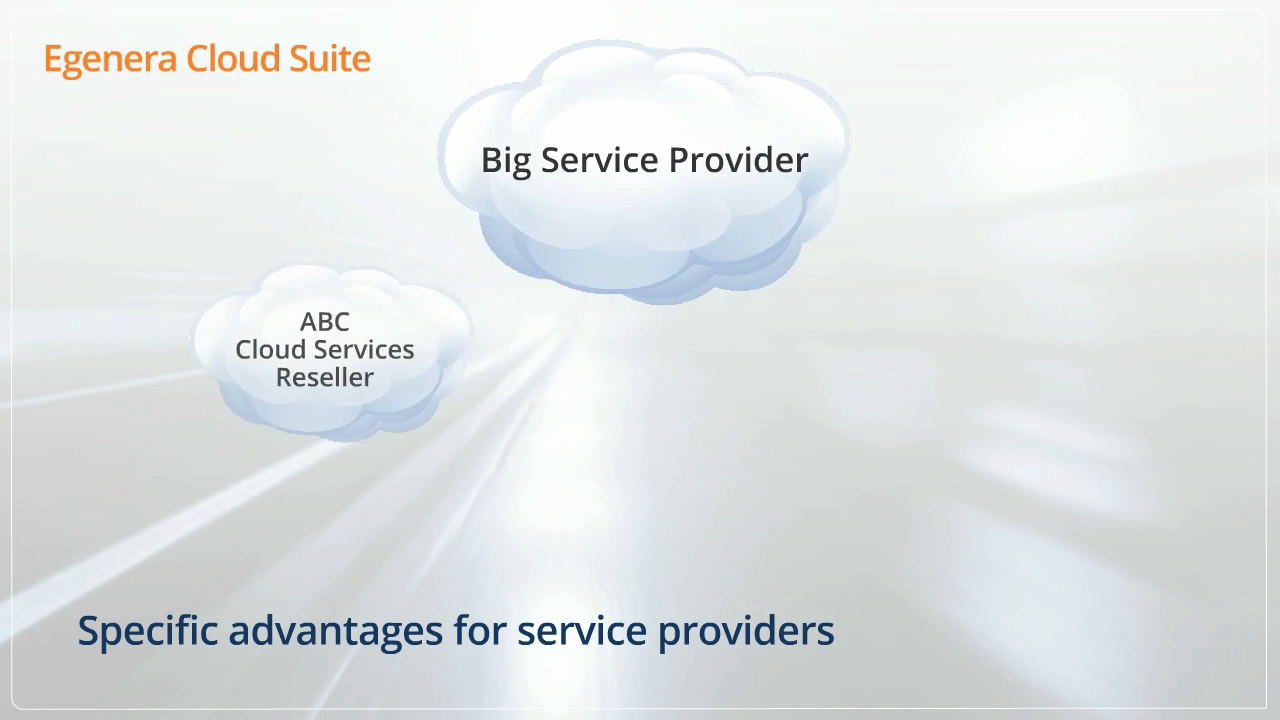 Egenera Cloud Suite
Big Service Provider
ABC
Cloud Services
Reseller
Specific advantages for service providers